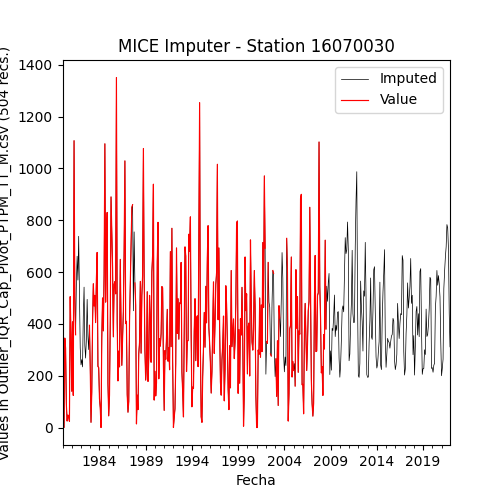 MICE Imputer - Station 16070030
Imputed
Value
1400
1200
1000
800
600
400
200
0
Values in Outlier_IQR_Cap_Pivot_PTPM_TT_M.csv (504 recs.)
1984 1989 1994 1999 2004 2009 2014 2019
Fecha